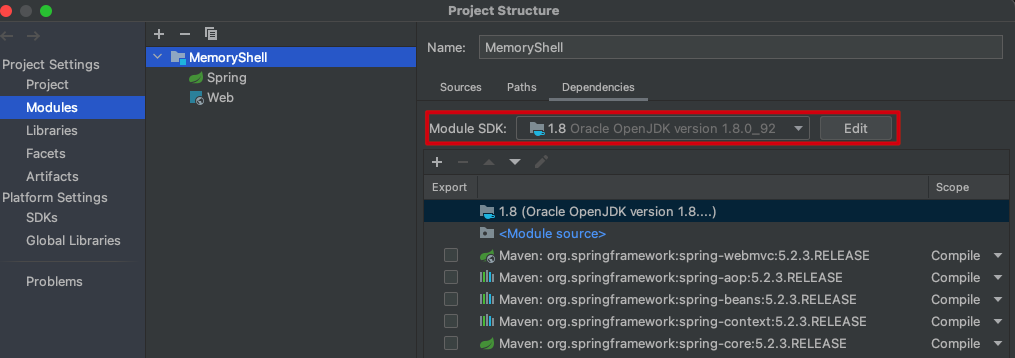 Project Structure
Project Settings
Project
Modules
Libraries
Facets
Artifacts
Platform Settings
SDKs
Global Libraries
Problems
MemoryShell
Spring
Web
Name: MemoryShell
Sources Paths Dependencies
Module SDK: 1.8 Oracle OpenJDK version 1.8.0_92 Edit
Export Scope
1.8 (Oracle OpenJDK version 1.8....)
<Module source>
Maven: org.springframework:spring-webmvc:5.2.3.RELEASE Compile
Maven: org.springframework:spring-aop:5.2.3.RELEASE Compile
Maven: org.springframework:spring-beans:5.2.3.RELEASE Compile
Maven: org.springframework:spring-context:5.2.3.RELEASE Compile
Maven: org.springframework:spring-core:5.2.3.RELEASE Compile